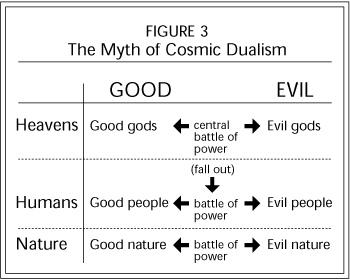 FIGURE 3
The Myth of Cosmic Dualism
GOOD EVIL
Heavens Good gods central battle of power Evil gods
(fall out)
Humans Good people battle of power Evil people
Nature Good nature battle of power Evil nature